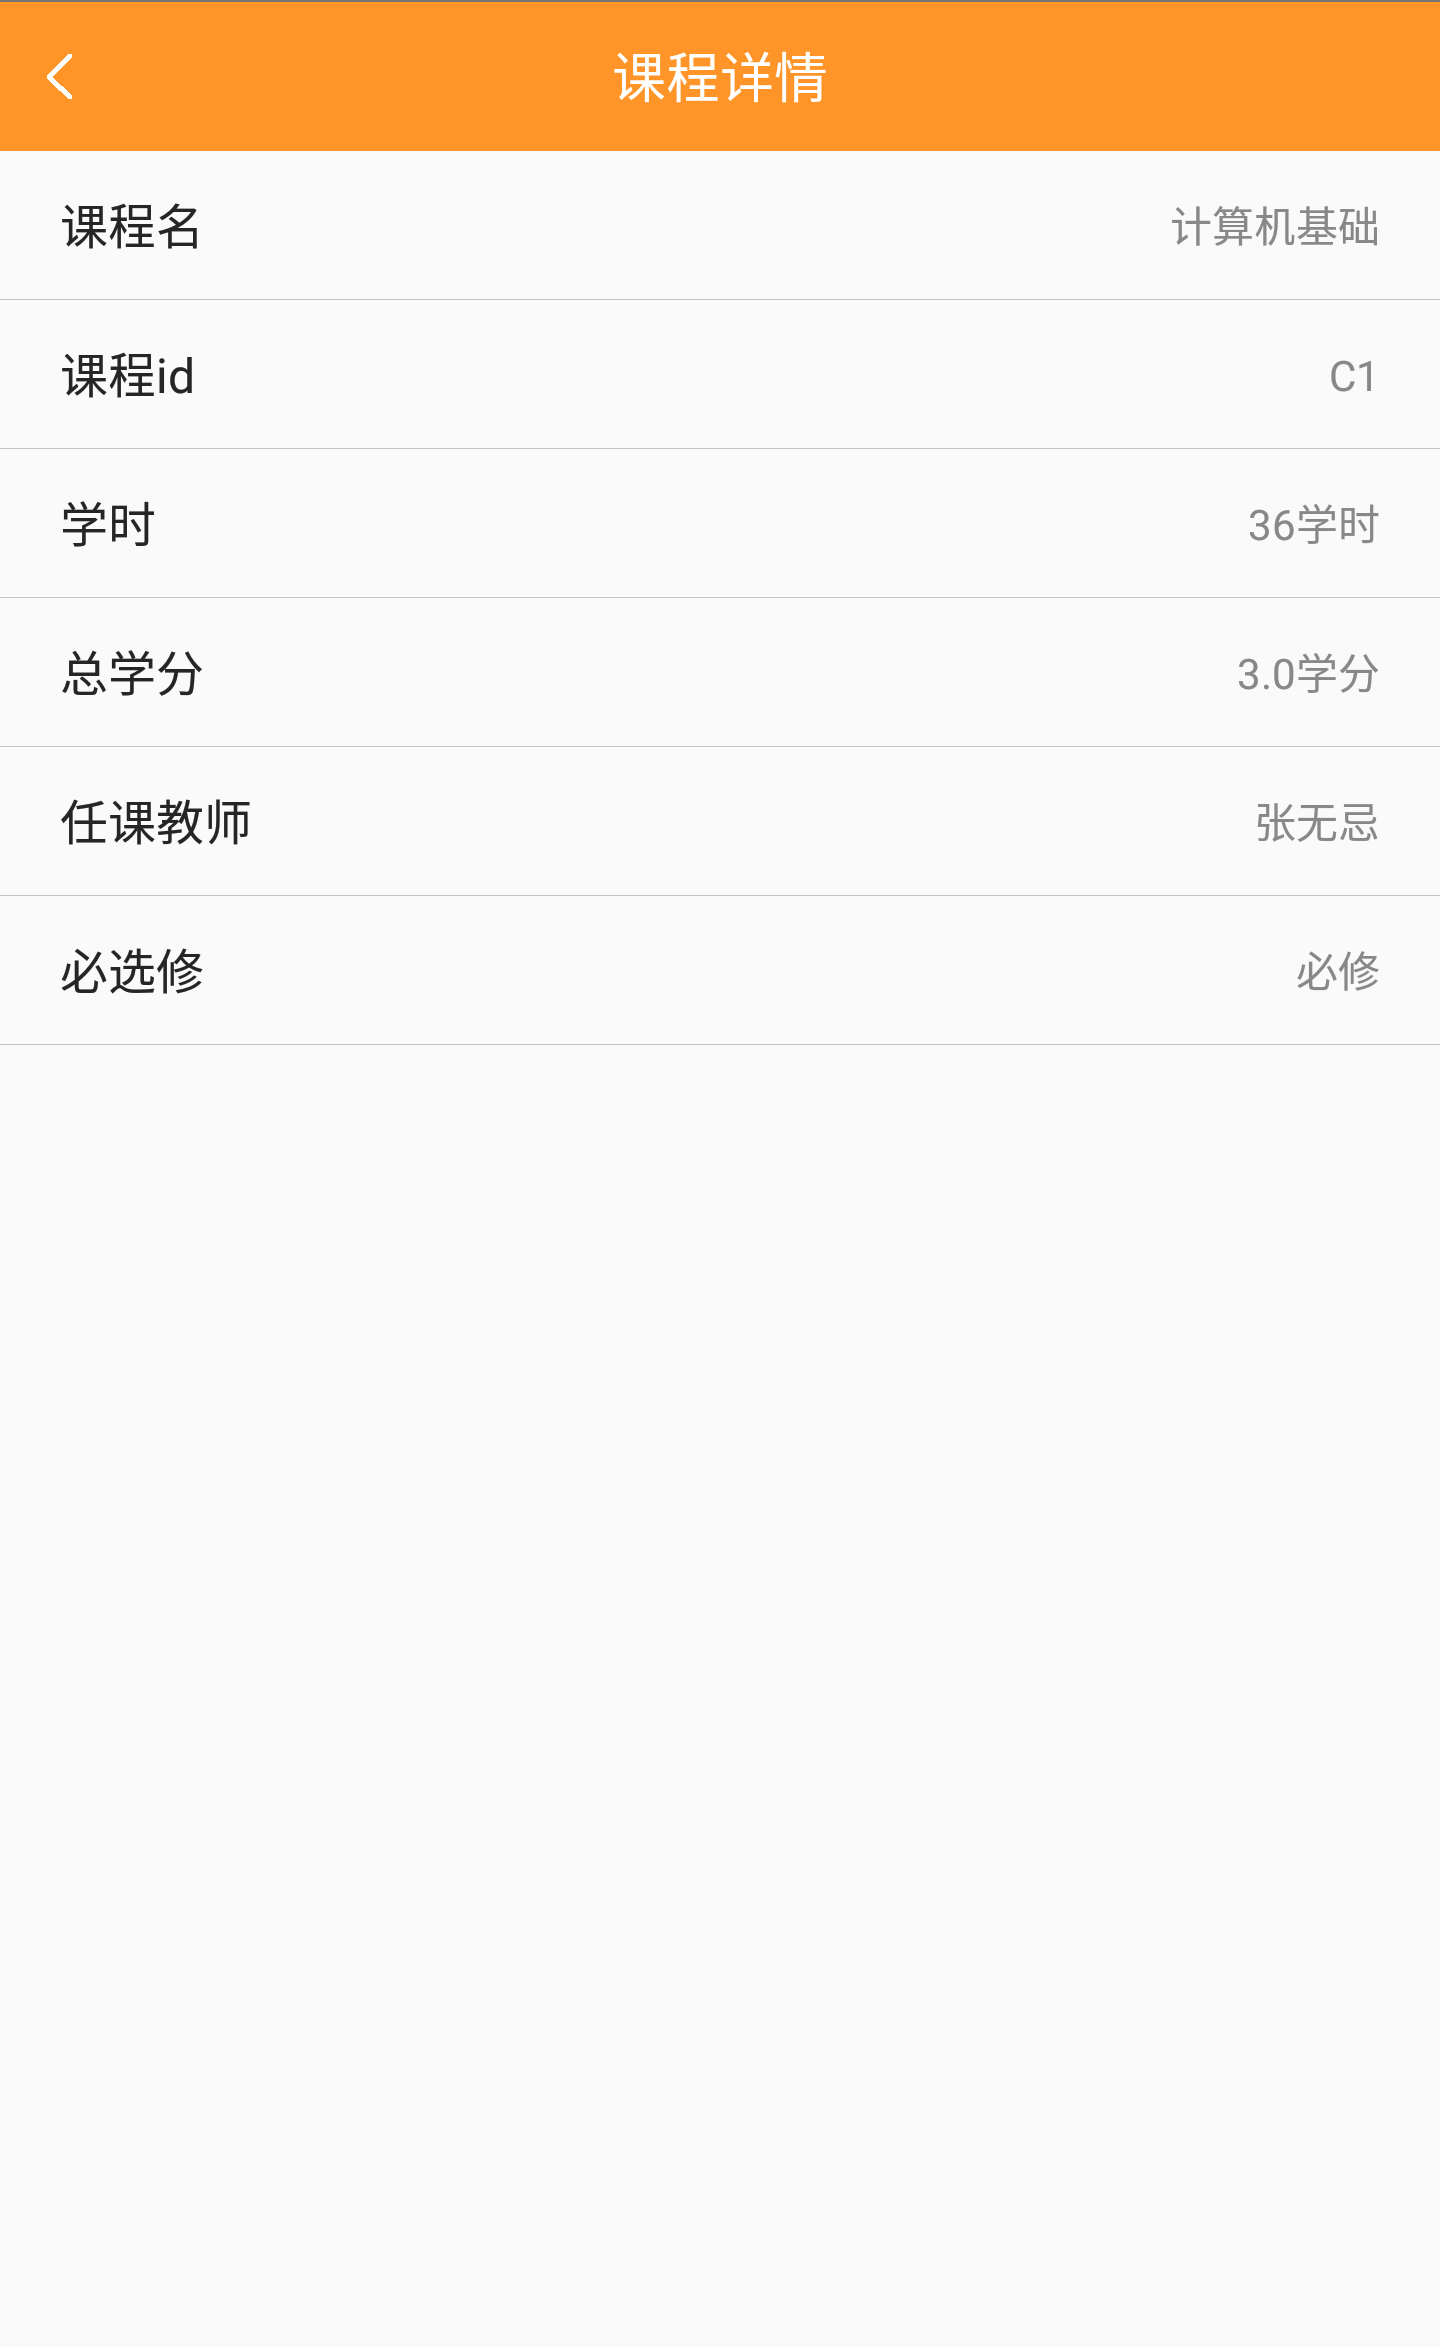 课程详情
课程名 计算机基础
课程id C1
学时 36学时
总学分 3.0学分
任课教师 张无忌
必选修 必修